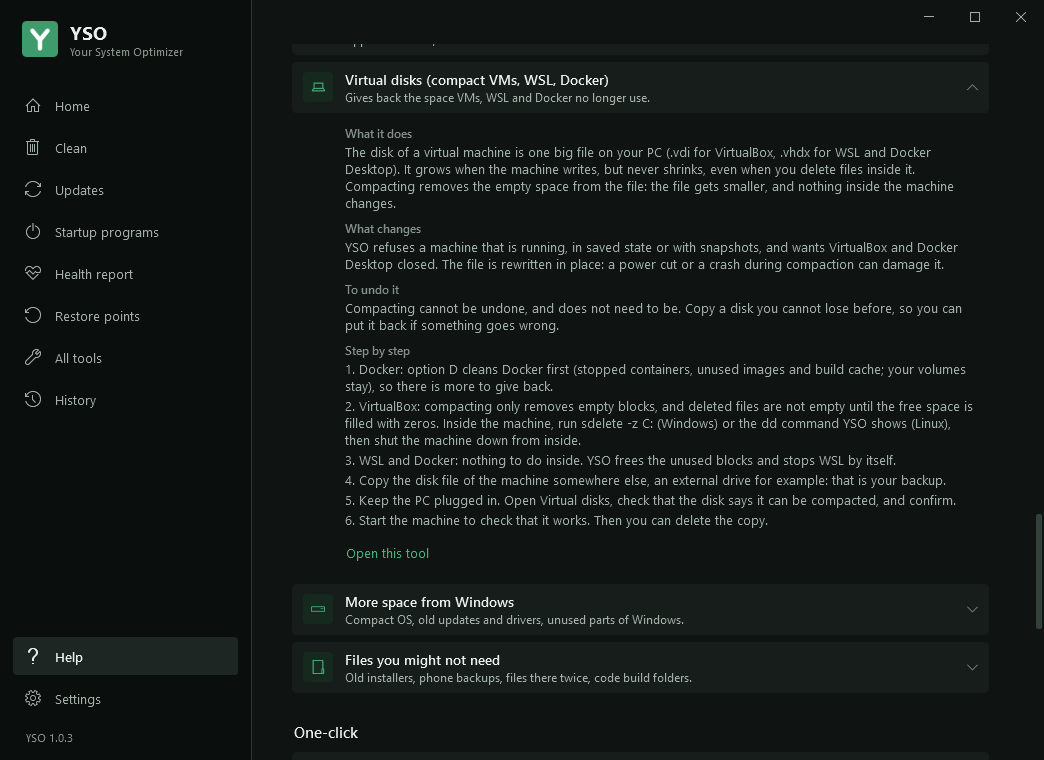 YSO
Your System Optimizer
Home
Clean
Updates
Startup programs
Health report
Restore points
All tools
History
Help
Settings
YSO 1.0.3
Virtual disks (compact VMs, WSL, Docker)
Gives back the space VMs, WSL and Docker no longer use.
What it does
The disk of a virtual machine is one big file on your PC (.vdi for VirtualBox, .vhdx for WSL and Docker
Desktop). It grows when the machine writes, but never shrinks, even when you delete files inside it.
Compacting removes the empty space from the file: the file gets smaller, and nothing inside the machine
changes.
What changes
YSO refuses a machine that is running, in saved state or with snapshots, and wants VirtualBox and Docker
Desktop closed. The file is rewritten in place: a power cut or a crash during compaction can damage it.
To undo it
Compacting cannot be undone, and does not need to be. Copy a disk you cannot lose before, so you can
put it back if something goes wrong.
Step by step
1. Docker: option D cleans Docker first (stopped containers, unused images and build cache; your volumes
stay), so there is more to give back.
2. VirtualBox: compacting only removes empty blocks, and deleted files are not empty until the free space is
filled with zeros. Inside the machine, run sdelete -z C: (Windows) or the dd command YSO shows (Linux),
then shut the machine down from inside.
3. WSL and Docker: nothing to do inside. YSO frees the unused blocks and stops WSL by itself.
4. Copy the disk file of the machine somewhere else, an external drive for example: that is your backup.
5. Keep the PC plugged in. Open Virtual disks, check that the disk says it can be compacted, and confirm.
6. Start the machine to check that it works. Then you can delete the copy.
Open this tool
More space from Windows
Compact OS, old updates and drivers, unused parts of Windows.
Files you might not need
Old installers, phone backups, files there twice, code build folders.
One-click